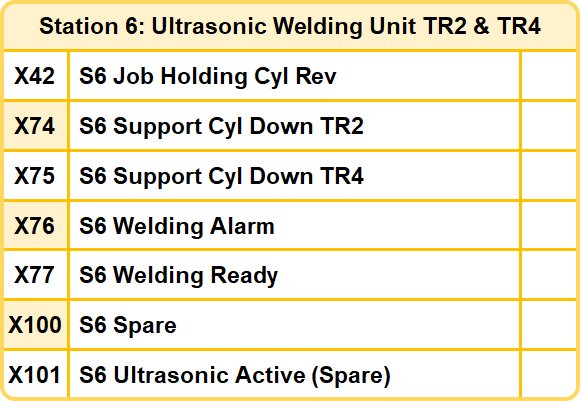 Station 6: Ultrasonic Welding Unit TR2 & TR4
X42 S6 Job Holding Cyl Rev
X74 S6 Support Cyl Down TR2
X75 S6 Support Cyl Down TR4
X76 S6 Welding Alarm
X77 S6 Welding Ready
X100 S6 Spare
X101 S6 Ultrasonic Active (Spare)